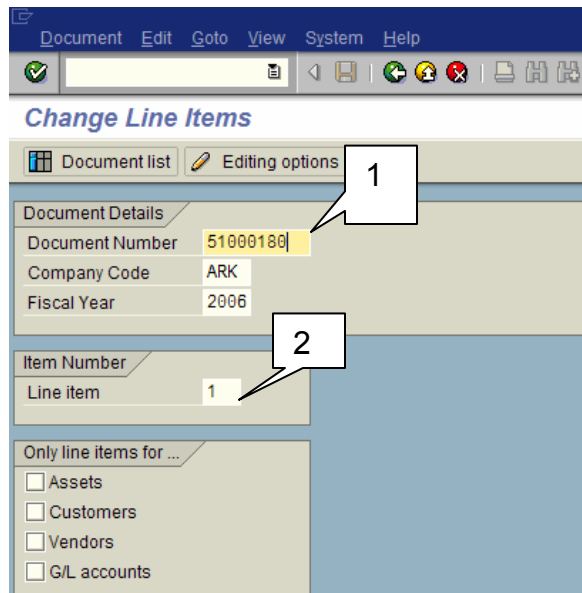 Document Edit Goto View System Help
Change Line Items
Document list Editing options
1
Document Details
Document Number 51000180
Company Code ARK
Fiscal Year 2006
2
Item Number
Line item 1
Only line items for ...
Assets
Customers
Vendors
G/L accounts